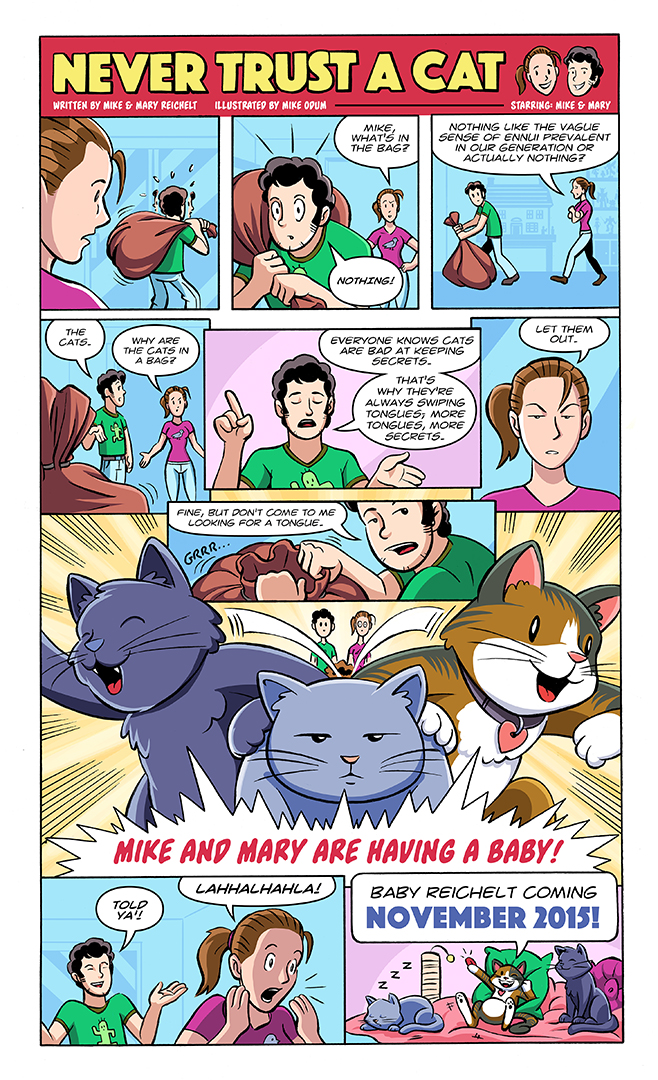 NEVER TRUST A CAT
WRITTEN BY MIKE & MARY REICHELT ILLUSTRATED BY MIKE ODUM STARRING: MIKE & MARY
MIKE,
WHAT'S IN
THE BAG?
NOTHING!
NOTHING LIKE THE VAGUE
SENSE OF ENNUI PREVALENT
IN OUR GENERATION OR
ACTUALLY NOTHING?
THE
CATS..
WHY ARE
THE CATS IN
A BAG?
EVERYONE KNOWS CATS
ARE BAD AT KEEPING
SECRETS..
THAT'S
WHY THEY'RE
ALWAYS SWIPING
TONGUES; MORE
TONGUES, MORE
SECRETS..
LET THEM
OUT..
FINE, BUT DON'T COME TO ME
LOOKING FOR A TONGUE..
GRRR...
MIKE AND MARY ARE HAVING A BABY!
TOLD
YA'!
LAHHALHAHLA!
BABY REICHELT COMING
NOVEMBER 2015!
Z Z Z